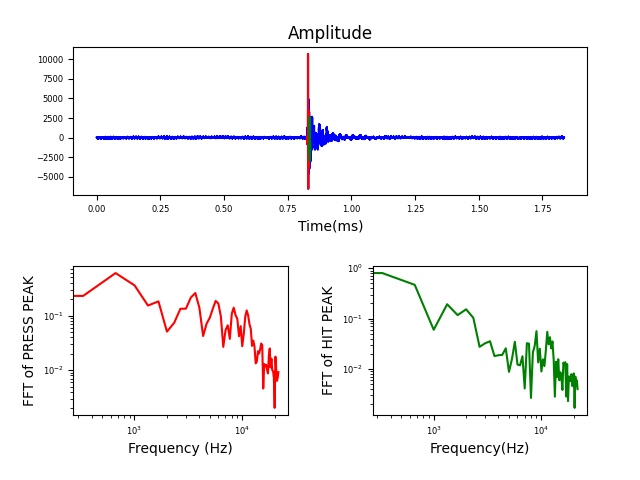 Amplitude
10000
7500
5000
2500
0
−2500
−5000
0.00 0.25 0.50 0.75 1.00 1.25 1.50 1.75
Time(ms)
FFT of PRESS PEAK
10⁻¹
10⁻²
10³ 10⁴
Frequency (Hz)
FFT of HIT PEAK
10⁰
10⁻¹
10⁻²
10³ 10⁴
Frequency(Hz)